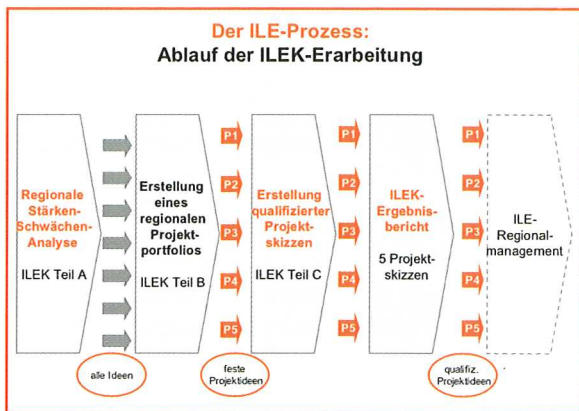 Der ILE-Prozess:
Ablauf der ILEK-Erarbeitung
Regionale
Stärken-
Schwächen-
Analyse
ILEK Teil A
Erstellung
eines
regionalen
Projekt-
portfolios
ILEK Teil B
P1
P2
P3
P4
P5
Erstellung
qualifizierter
Projekt-
skizzen
ILEK Teil C
P1
P2
P3
P4
P5
ILEK-
Ergebnis-
bericht
5 Projekt-
skizzen
P1
P2
P3
P4
P5
ILE-
Regional-
management
alle Ideen
feste
Projektideen
qualifiz.
Projektideen